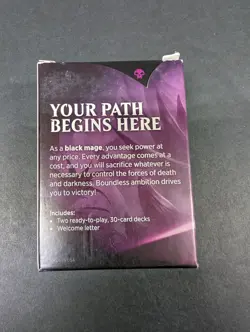 YOUR PATH
BEGINS HERE
As a black mage, you seek power at
any price. Every advantage comes at a
cost, and you will sacrifice whatever is
necessary to control the forces of death
and darkness. Boundless ambition drives
you to victory!
Includes:
• Two ready-to-play, 30-card decks
• Welcome letter